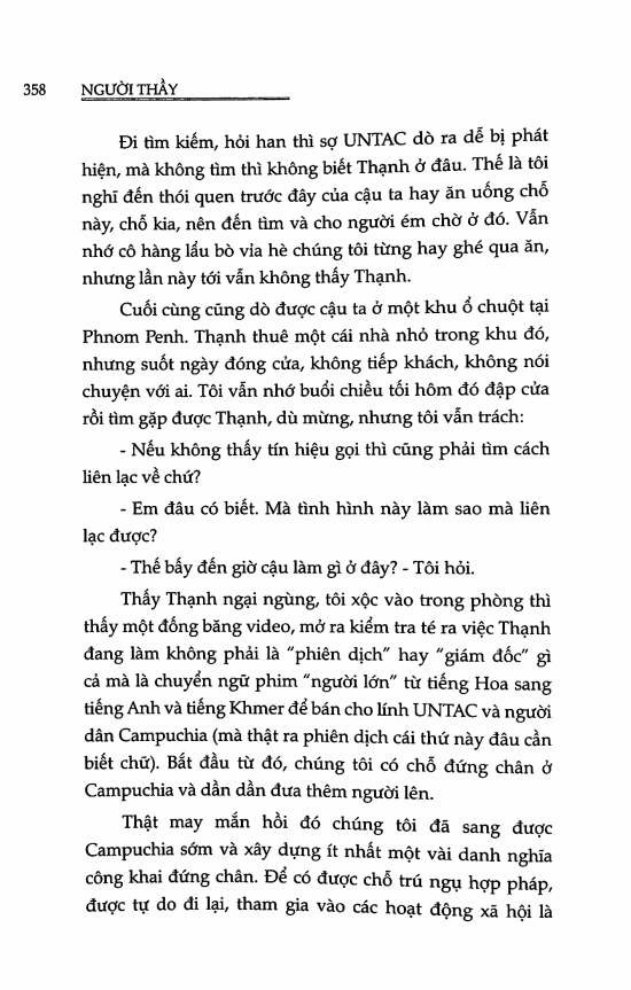 358 NGƯỜI THẦY
Đi tìm kiếm, hỏi han thì sợ UNTAC dò ra dễ bị phát
hiện, mà không tìm thì không biết Thạnh ở đâu. Thế là tôi
nghĩ đến thói quen trước đây của cậu ta hay ăn uống chỗ
này, chỗ kia, nên đến tìm và cho người ém chờ ở đó. Vẫn
nhớ cô hàng lẩu bò vỉa hè chúng tôi từng hay ghé qua ăn,
nhưng lần này tới vẫn không thấy Thạnh.
Cuối cùng cũng dò được cậu ta ở một khu ổ chuột tại
Phnom Penh. Thạnh thuê một cái nhà nhỏ trong khu đó,
nhưng suốt ngày đóng cửa, không tiếp khách, không nói
chuyện với ai. Tôi vẫn nhớ buổi chiều tối hôm đó đập cửa
rồi tìm gặp được Thạnh, dù mừng, nhưng tôi vẫn trách:
- Nếu không thấy tín hiệu gọi thì cũng phải tìm cách
liên lạc về chứ?
- Em đâu có biết. Mà tình hình này làm sao mà liên
lạc được?
- Thế bấy đến giờ cậu làm gì ở đây? - Tôi hỏi.
Thấy Thạnh ngại ngùng, tôi xộc vào trong phòng thì
thấy một đống băng video, mở ra kiểm tra té ra việc Thạnh
đang làm không phải là "phiên dịch" hay "giám đốc" gì
cả mà là chuyển ngữ phim "người lớn" từ tiếng Hoa sang
tiếng Anh và tiếng Khmer để bán cho lính UNTAC và người
dân Campuchia (mà thật ra phiên dịch cái thứ này đâu cần
biết chữ). Bắt đầu từ đó, chúng tôi có chỗ đứng chân ở
Campuchia và dần dần đưa thêm người lên.
Thật may mắn hồi đó chúng tôi đã sang được
Campuchia sớm và xây dựng ít nhất một vài danh nghĩa
công khai đứng chân. Để có được chỗ trú ngụ hợp pháp,
được tự do đi lại, tham gia vào các hoạt động xã hội là